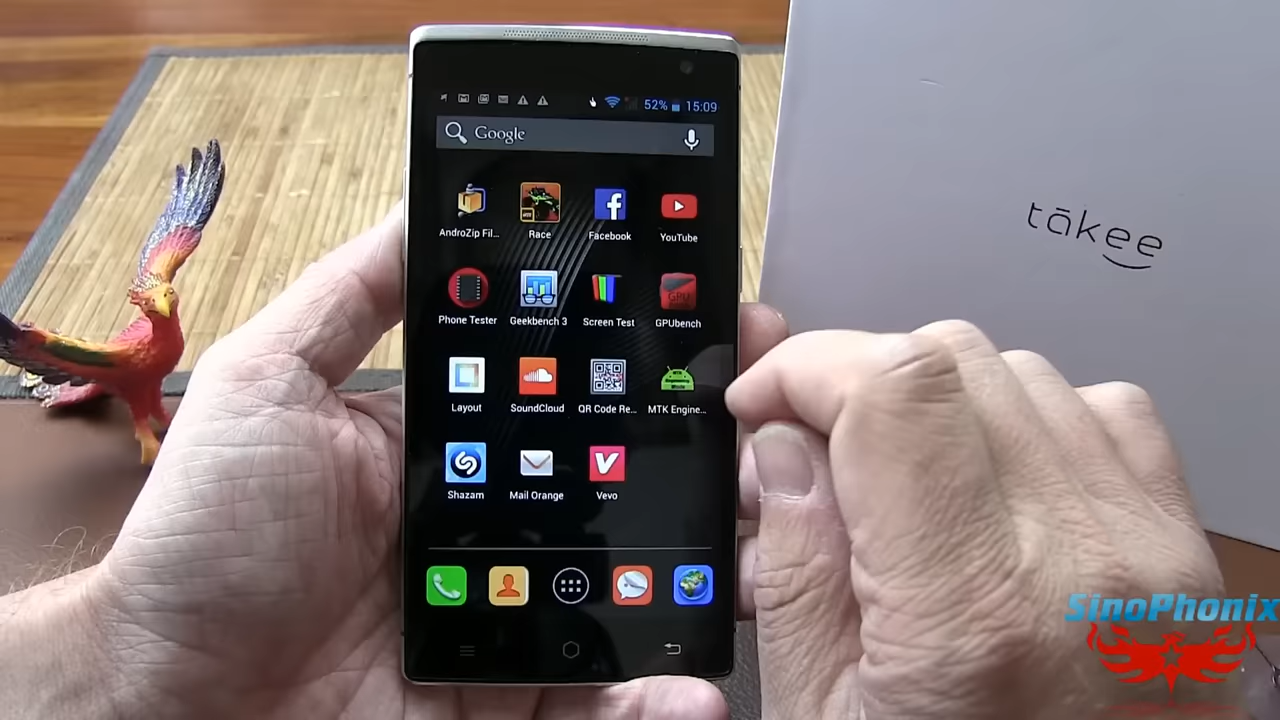 52% 15:09
Google
AndroZip Fil...
Race
Facebook
YouTube
Phone Tester
Geekbench 3
Screen Test
GPUbench
Layout
SoundCloud
QR Code Re...
MTK Engine...
Shazam
Mail Orange
Vevo
tākee
SinoPhonix